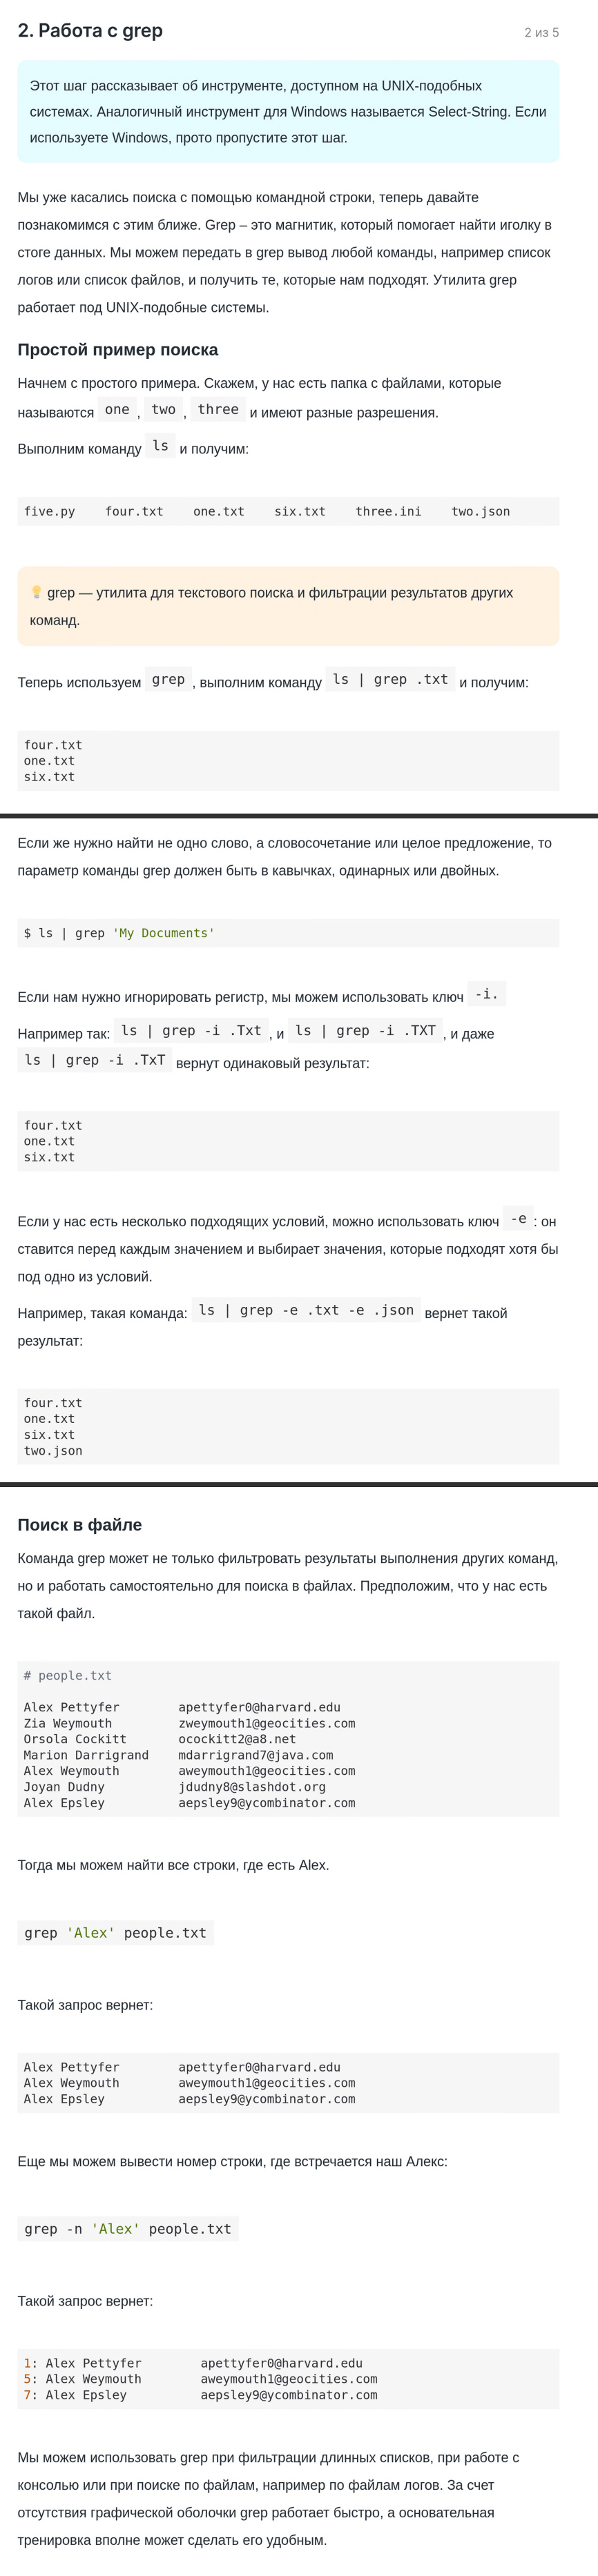 2. Работа с grep
2 из 5
Этот шаг рассказывает об инструменте, доступном на UNIX-подобных
системах. Аналогичный инструмент для Windows называется Select-String. Если
используете Windows, прото пропустите этот шаг.
Мы уже касались поиска с помощью командной строки, теперь давайте
познакомимся с этим ближе. Grep – это магнитик, который помогает найти иголку в
стоге данных. Мы можем передать в grep вывод любой команды, например список
логов или список файлов, и получить те, которые нам подходят. Утилита grep
работает под UNIX-подобные системы.
Простой пример поиска
Начнем с простого примера. Скажем, у нас есть папка с файлами, которые
называются one , two , three и имеют разные разрешения.
Выполним команду ls и получим:
five.py    four.txt    one.txt    six.txt    three.ini    two.json
💡 grep — утилита для текстового поиска и фильтрации результатов других
команд.
Теперь используем grep , выполним команду ls | grep .txt и получим:
four.txt
one.txt
six.txt
Если же нужно найти не одно слово, а словосочетание или целое предложение, то
параметр команды grep должен быть в кавычках, одинарных или двойных.
$ ls | grep 'My Documents'
Если нам нужно игнорировать регистр, мы можем использовать ключ -i.
Например так: ls | grep -i .Txt , и ls | grep -i .TXT , и даже
ls | grep -i .TxT вернут одинаковый результат:
four.txt
one.txt
six.txt
Если у нас есть несколько подходящих условий, можно использовать ключ -e : он
ставится перед каждым значением и выбирает значения, которые подходят хотя бы
под одно из условий.
Например, такая команда: ls | grep -e .txt -e .json вернет такой
результат:
four.txt
one.txt
six.txt
two.json
Поиск в файле
Команда grep может не только фильтровать результаты выполнения других команд,
но и работать самостоятельно для поиска в файлах. Предположим, что у нас есть
такой файл.
# people.txt
Alex Pettyfer        apettyfer0@harvard.edu
Zia Weymouth         zweymouth1@geocities.com
Orsola Cockitt       ocockitt2@a8.net
Marion Darrigrand    mdarrigrand7@java.com
Alex Weymouth        aweymouth1@geocities.com
Joyan Dudny          jdudny8@slashdot.org
Alex Epsley          aepsley9@ycombinator.com
Тогда мы можем найти все строки, где есть Alex.
grep 'Alex' people.txt
Такой запрос вернет:
Alex Pettyfer        apettyfer0@harvard.edu
Alex Weymouth        aweymouth1@geocities.com
Alex Epsley          aepsley9@ycombinator.com
Еще мы можем вывести номер строки, где встречается наш Алекс:
grep -n 'Alex' people.txt
Такой запрос вернет:
1: Alex Pettyfer        apettyfer0@harvard.edu
5: Alex Weymouth        aweymouth1@geocities.com
7: Alex Epsley          aepsley9@ycombinator.com
Мы можем использовать grep при фильтрации длинных списков, при работе с
консолью или при поиске по файлам, например по файлам логов. За счет
отсутствия графической оболочки grep работает быстро, а основательная
тренировка вполне может сделать его удобным.